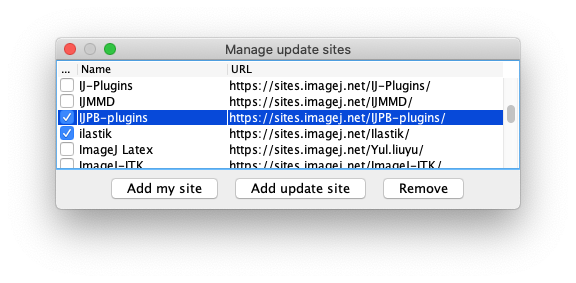 Manage update sites
... Name URL
IJ-Plugins https://sites.imagej.net/IJ-Plugins/
IJMMD https://sites.imagej.net/IJMMD/
IJPB-plugins https://sites.imagej.net/IJPB-plugins/
ilastik https://sites.imagej.net/Ilastik/
ImageJ Latex https://sites.imagej.net/Yul.liuyu/
ImageJ-ITK https://sites.imagej.net/ImageJ-ITK/
Add my site Add update site Remove